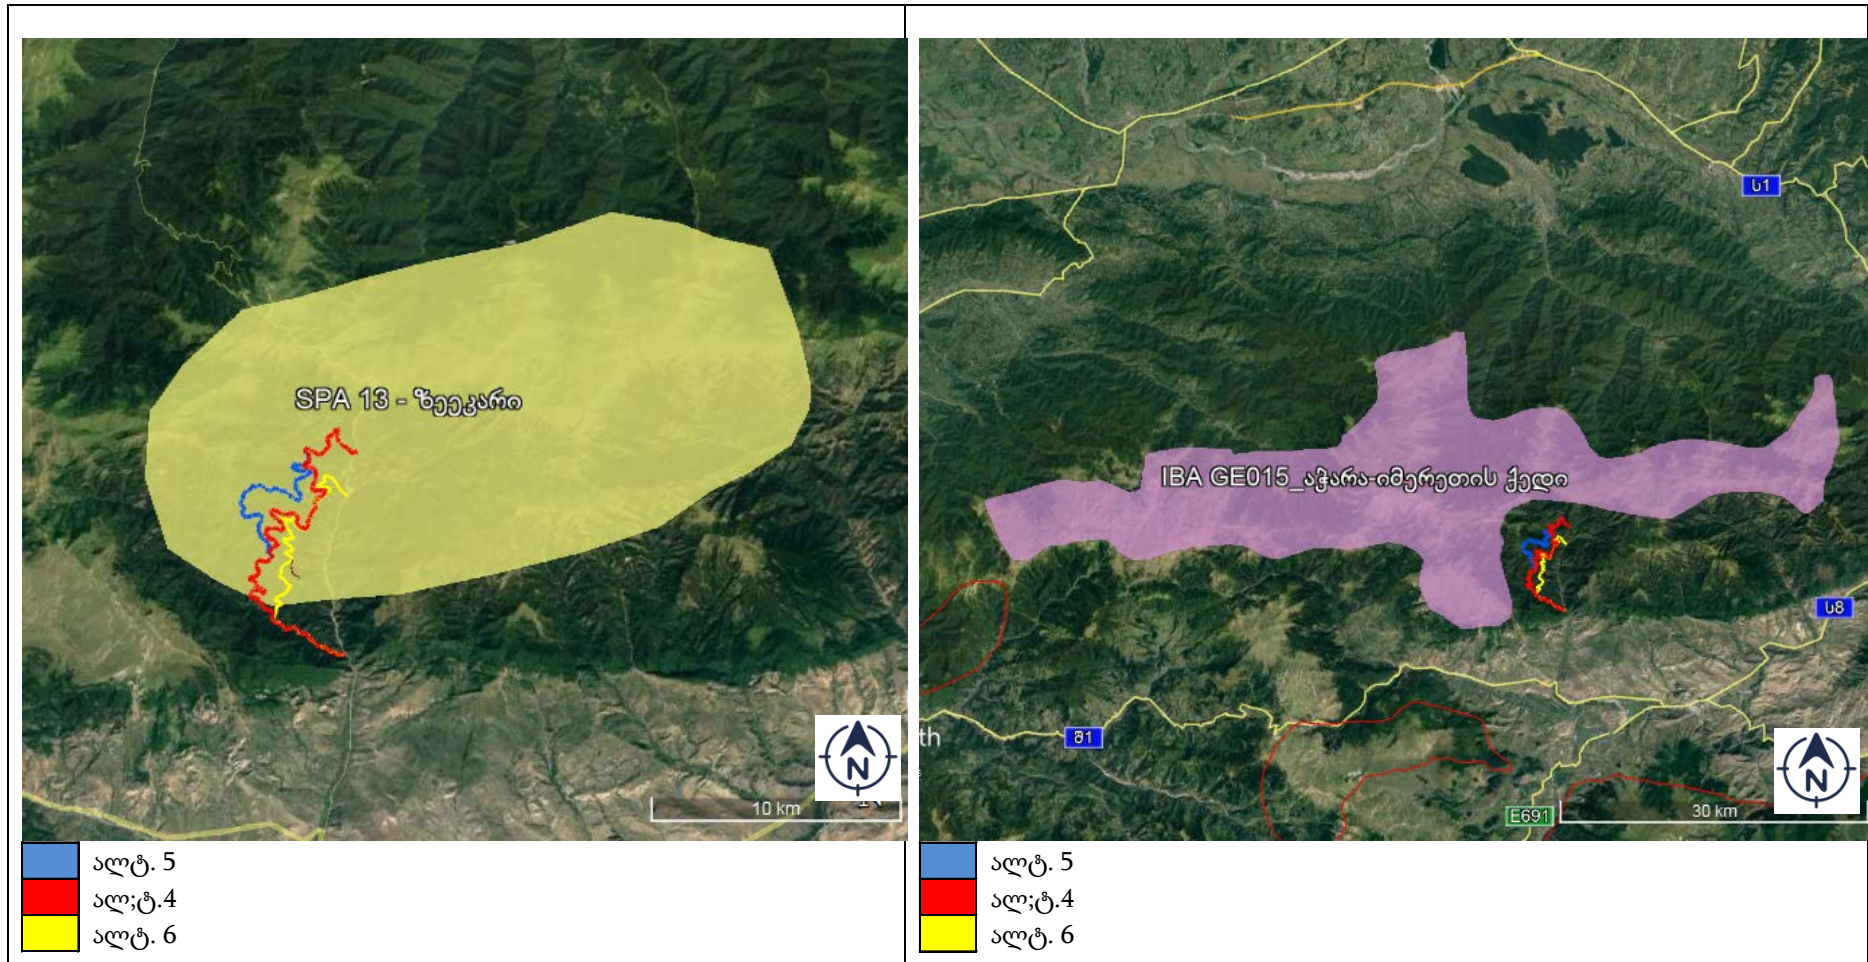 SPA 13 - ზეეკარი
N
10 km
ალტ. 5
ალ;ტ.4
ალტ. 6
ს1
IBA GE015_აჭარა-იმერეთის ქედი
ს8
th
შ1
N
E691
30 km
ალტ. 5
ალ;ტ.4
ალტ. 6